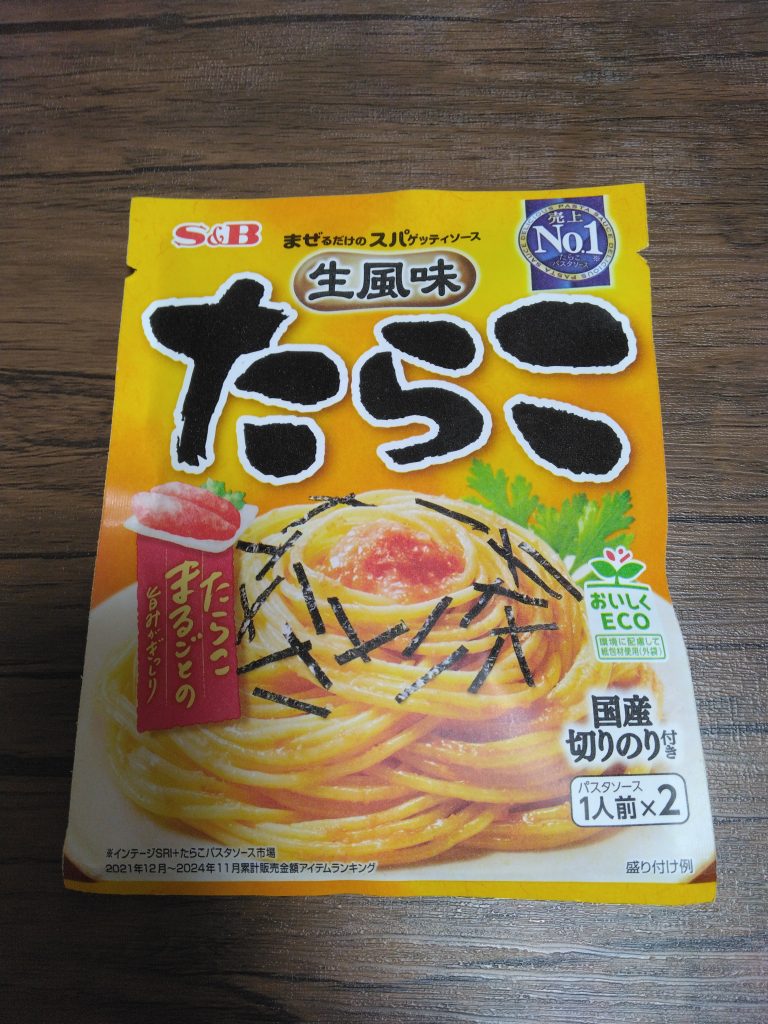 S&B
まぜるだけのスパゲッティソース
生風味
たらこ
売上
No.1
たらこ
パスタソース
※
DELICIOUS PASTA SAUCE
たらこ
まるごとの
旨みがぎっしり
おいしく
ECO
環境に配慮して
紙包材使用(外袋)
国産
切りのり付き
パスタソース
1人前×2
※インテージSRI+たらこパスタソース市場
2021年12月～2024年11月累計販売金額アイテムランキング
盛り付け例